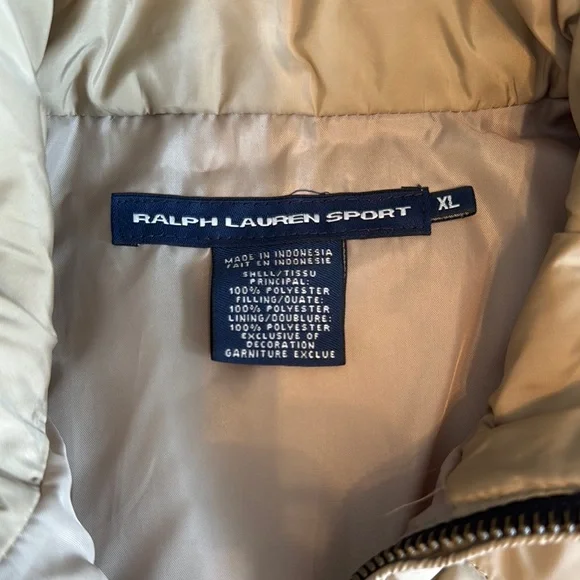 RALPH LAUREN SPORT
XL
MADE IN INDONESIA
FAIT EN INDONESIE
SHELL/TISSU
PRINCIPAL:
100% POLYESTER
FILLING/OUATE:
100% POLYESTER
LINING/DOUBLURE:
100% POLYESTER
EXCLUSIVE OF
DECORATION
GARNITURE EXCLUE